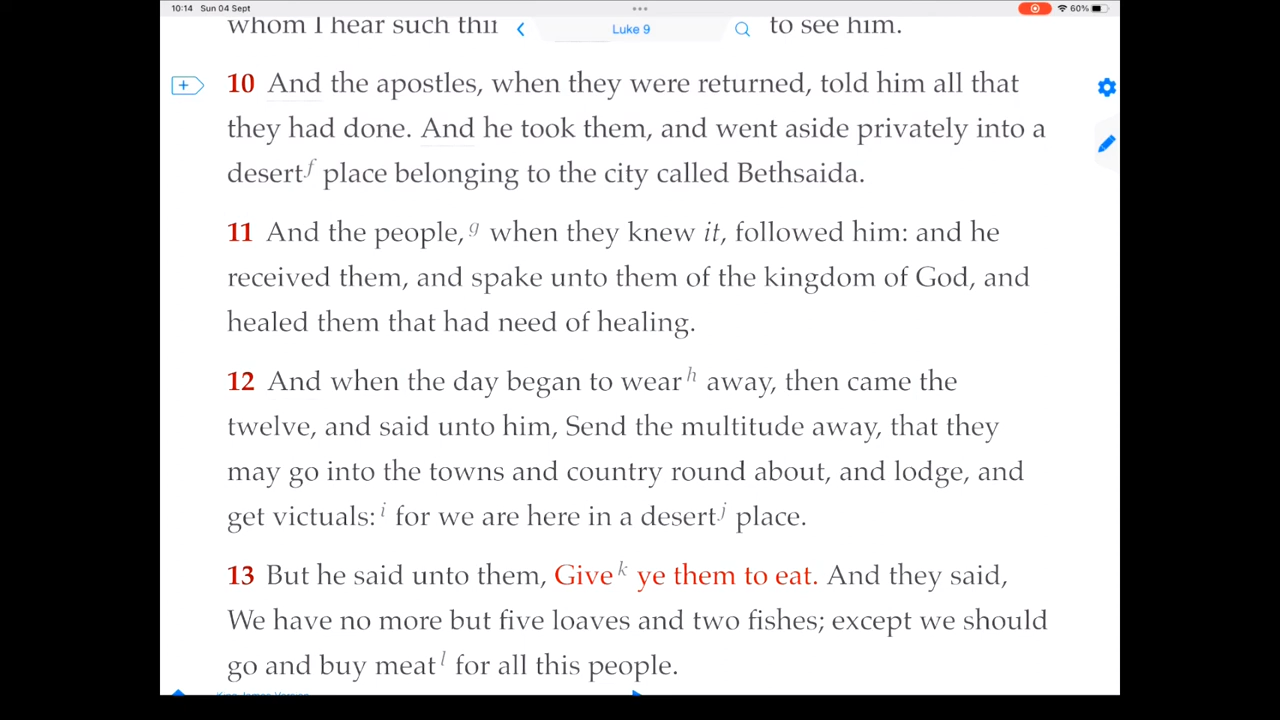 10:14 Sun 04 Sept
60%
whom I hear such thin
Luke 9
to see him.
10 And the apostles, when they were returned, told him all that
they had done. And he took them, and went aside privately into a
desert f place belonging to the city called Bethsaida.
11 And the people, g when they knew it, followed him: and he
received them, and spake unto them of the kingdom of God, and
healed them that had need of healing.
12 And when the day began to wear h away, then came the
twelve, and said unto him, Send the multitude away, that they
may go into the towns and country round about, and lodge, and
get victuals: i for we are here in a desert j place.
13 But he said unto them, Give k ye them to eat. And they said,
We have no more but five loaves and two fishes; except we should
go and buy meat l for all this people.
King James Version